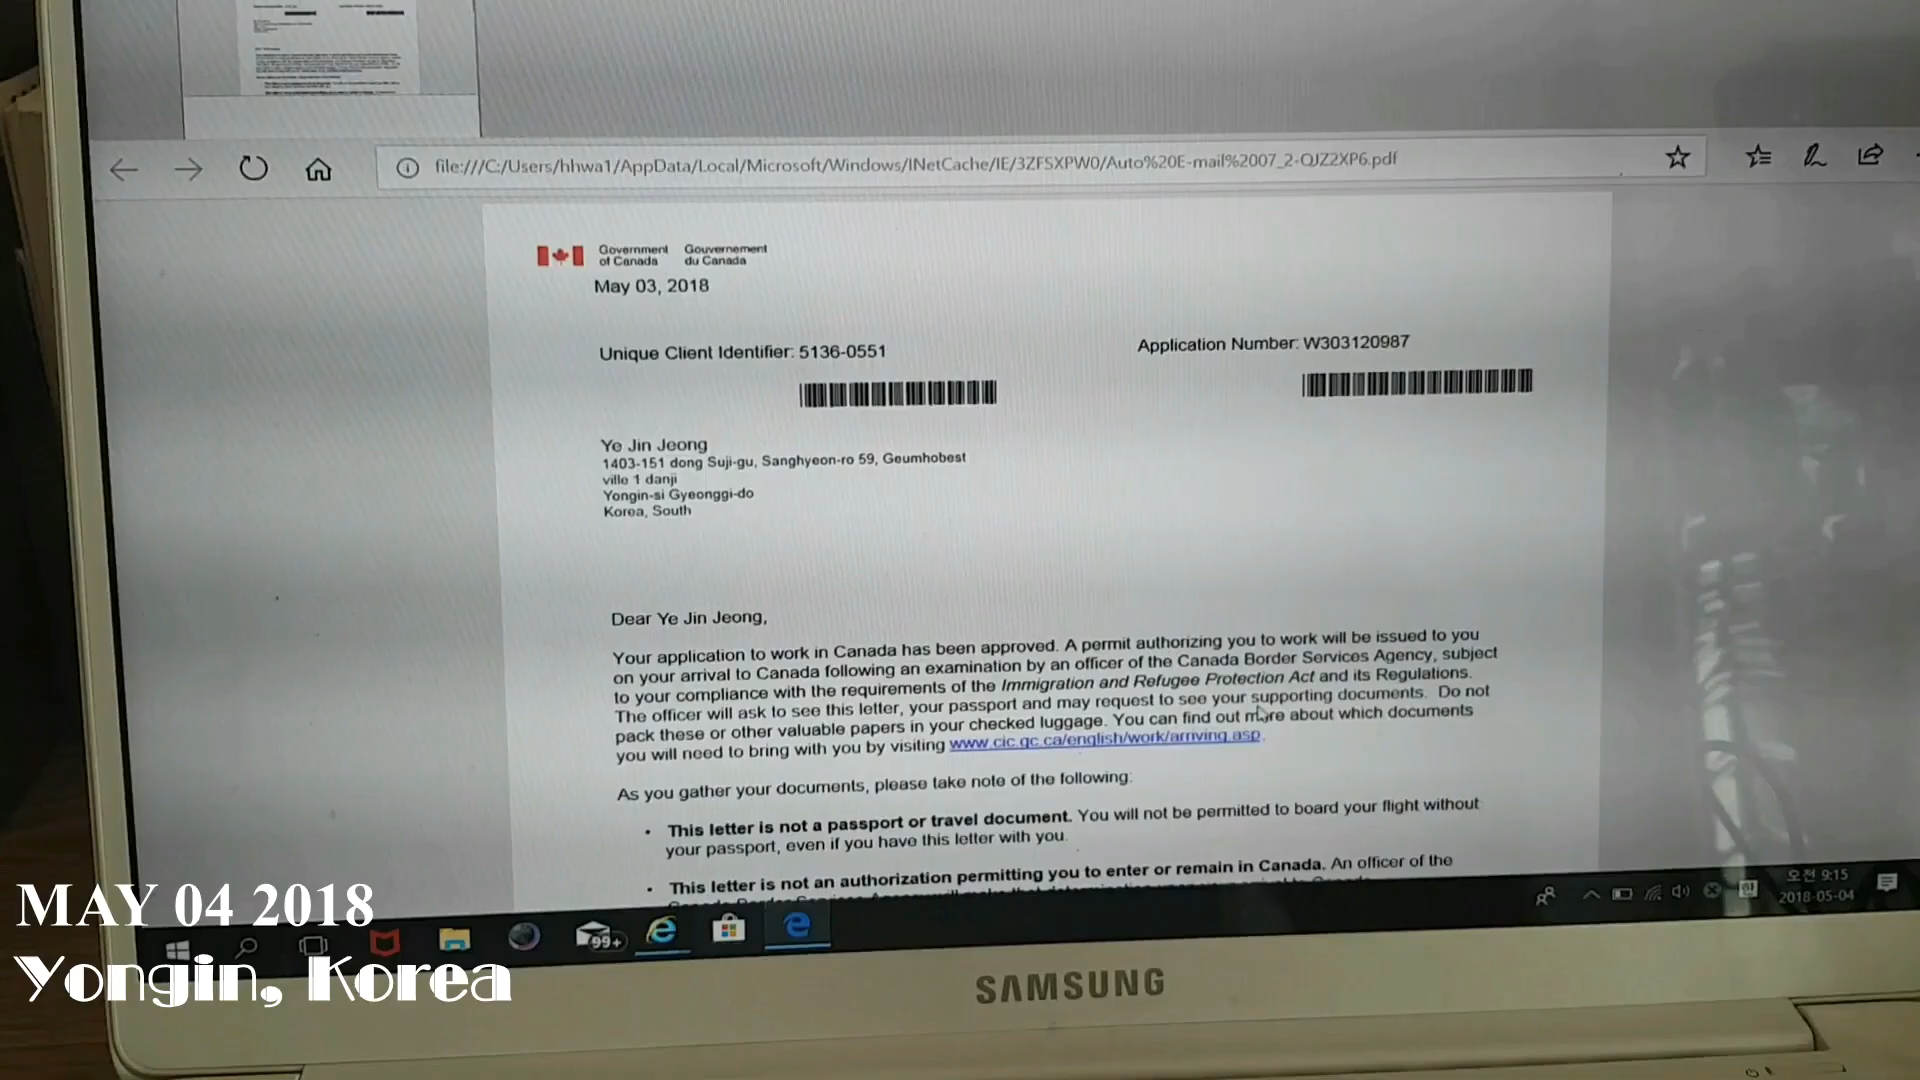 file:///C:/Users/hhwa1/AppData/Local/Microsoft/Windows/INetCache/IE/3ZFSXPW0/Auto%20E-mail%2007_2-QJZ2XP6.pdf
Government of Canada
Gouvernement du Canada
May 03, 2018
Unique Client Identifier: 5136-0551
Application Number: W303120987
Ye Jin Jeong
1403-151 dong Suji-gu, Sanghyeon-ro 59, Geumhobest
ville 1 danji
Yongin-si Gyeonggi-do
Korea, South
Dear Ye Jin Jeong,
Your application to work in Canada has been approved. A permit authorizing you to work will be issued to you
on your arrival to Canada following an examination by an officer of the Canada Border Services Agency, subject
to your compliance with the requirements of the Immigration and Refugee Protection Act and its Regulations.
The officer will ask to see this letter, your passport and may request to see your supporting documents. Do not
pack these or other valuable papers in your checked luggage. You can find out more about which documents
you will need to bring with you by visiting www.cic.gc.ca/english/work/arriving.asp.
As you gather your documents, please take note of the following:
• This letter is not a passport or travel document. You will not be permitted to board your flight without
your passport, even if you have this letter with you.
• This letter is not an authorization permitting you to enter or remain in Canada. An officer of the
99+
오전 9:15
2018-05-04
SAMSUNG
MAY 04 2018
Yongin, Korea